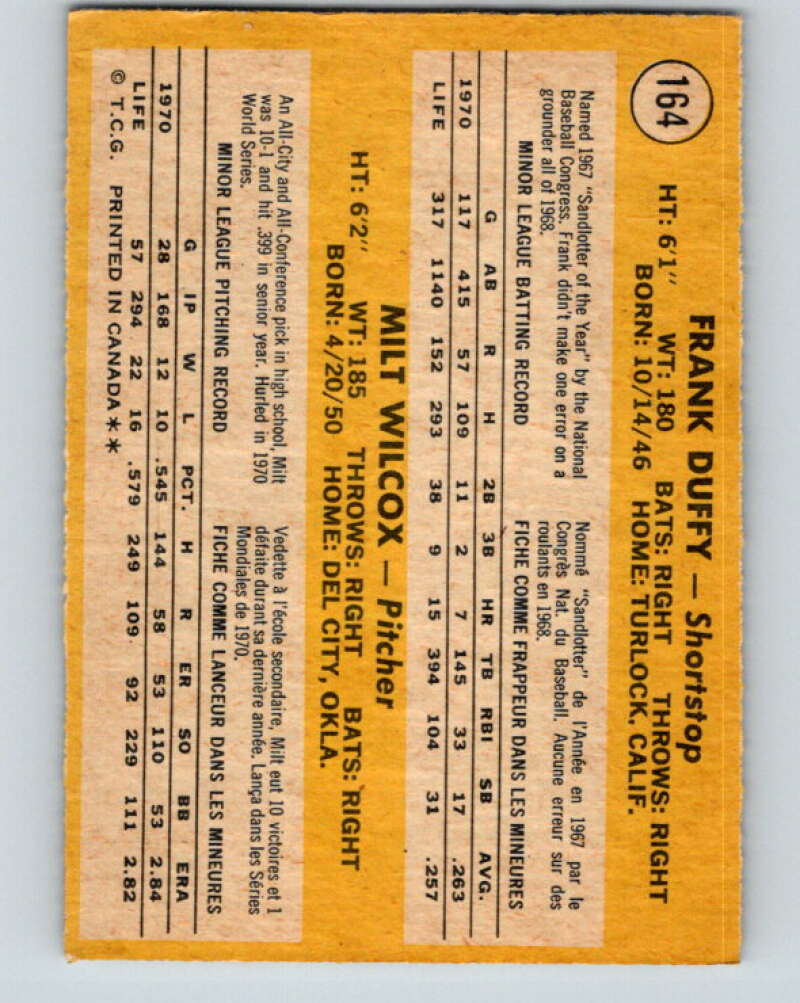 164
FRANK DUFFY — Shortstop
HT: 6'1" WT: 180 BATS: RIGHT THROWS: RIGHT
BORN: 10/14/46 HOME: TURLOCK, CALIF.
Named 1967 "Sandlotter of the Year" by the National
Baseball Congress. Frank didn't make one error on a
grounder all of 1968.
Nommé "Sandlotter" de l'Année en 1967 par le
Congrès Nat. du Baseball. Aucune erreur sur des
roulants en 1968.
MINOR LEAGUE BATTING RECORD FICHE COMME FRAPPEUR DANS LES MINEURES
G AB R H 2B 3B HR TB RBI SB AVG.
1970 117 415 57 109 11 2 7 145 33 17 .263
LIFE 317 1140 152 293 38 9 15 394 104 31 .257
MILT WILCOX — Pitcher
HT: 6'2" WT: 185 THROWS: RIGHT BATS: RIGHT
BORN: 4/20/50 HOME: DEL CITY, OKLA.
An All-City and All-Conference pick in high school, Milt
was 10-1 and hit .399 in senior year. Hurled in 1970
World Series.
Vedette à l'école secondaire, Milt eut 10 victoires et 1
défaite durant sa dernière année. Lança dans les Séries
Mondiales de 1970.
MINOR LEAGUE PITCHING RECORD FICHE COMME LANCEUR DANS LES MINEURES
G IP W L PCT. H R ER SO BB ERA
1970 28 168 12 10 .545 144 58 53 110 53 2.84
LIFE 57 294 22 16 .579 249 109 92 229 111 2.82
© T.C.G. PRINTED IN CANADA * *